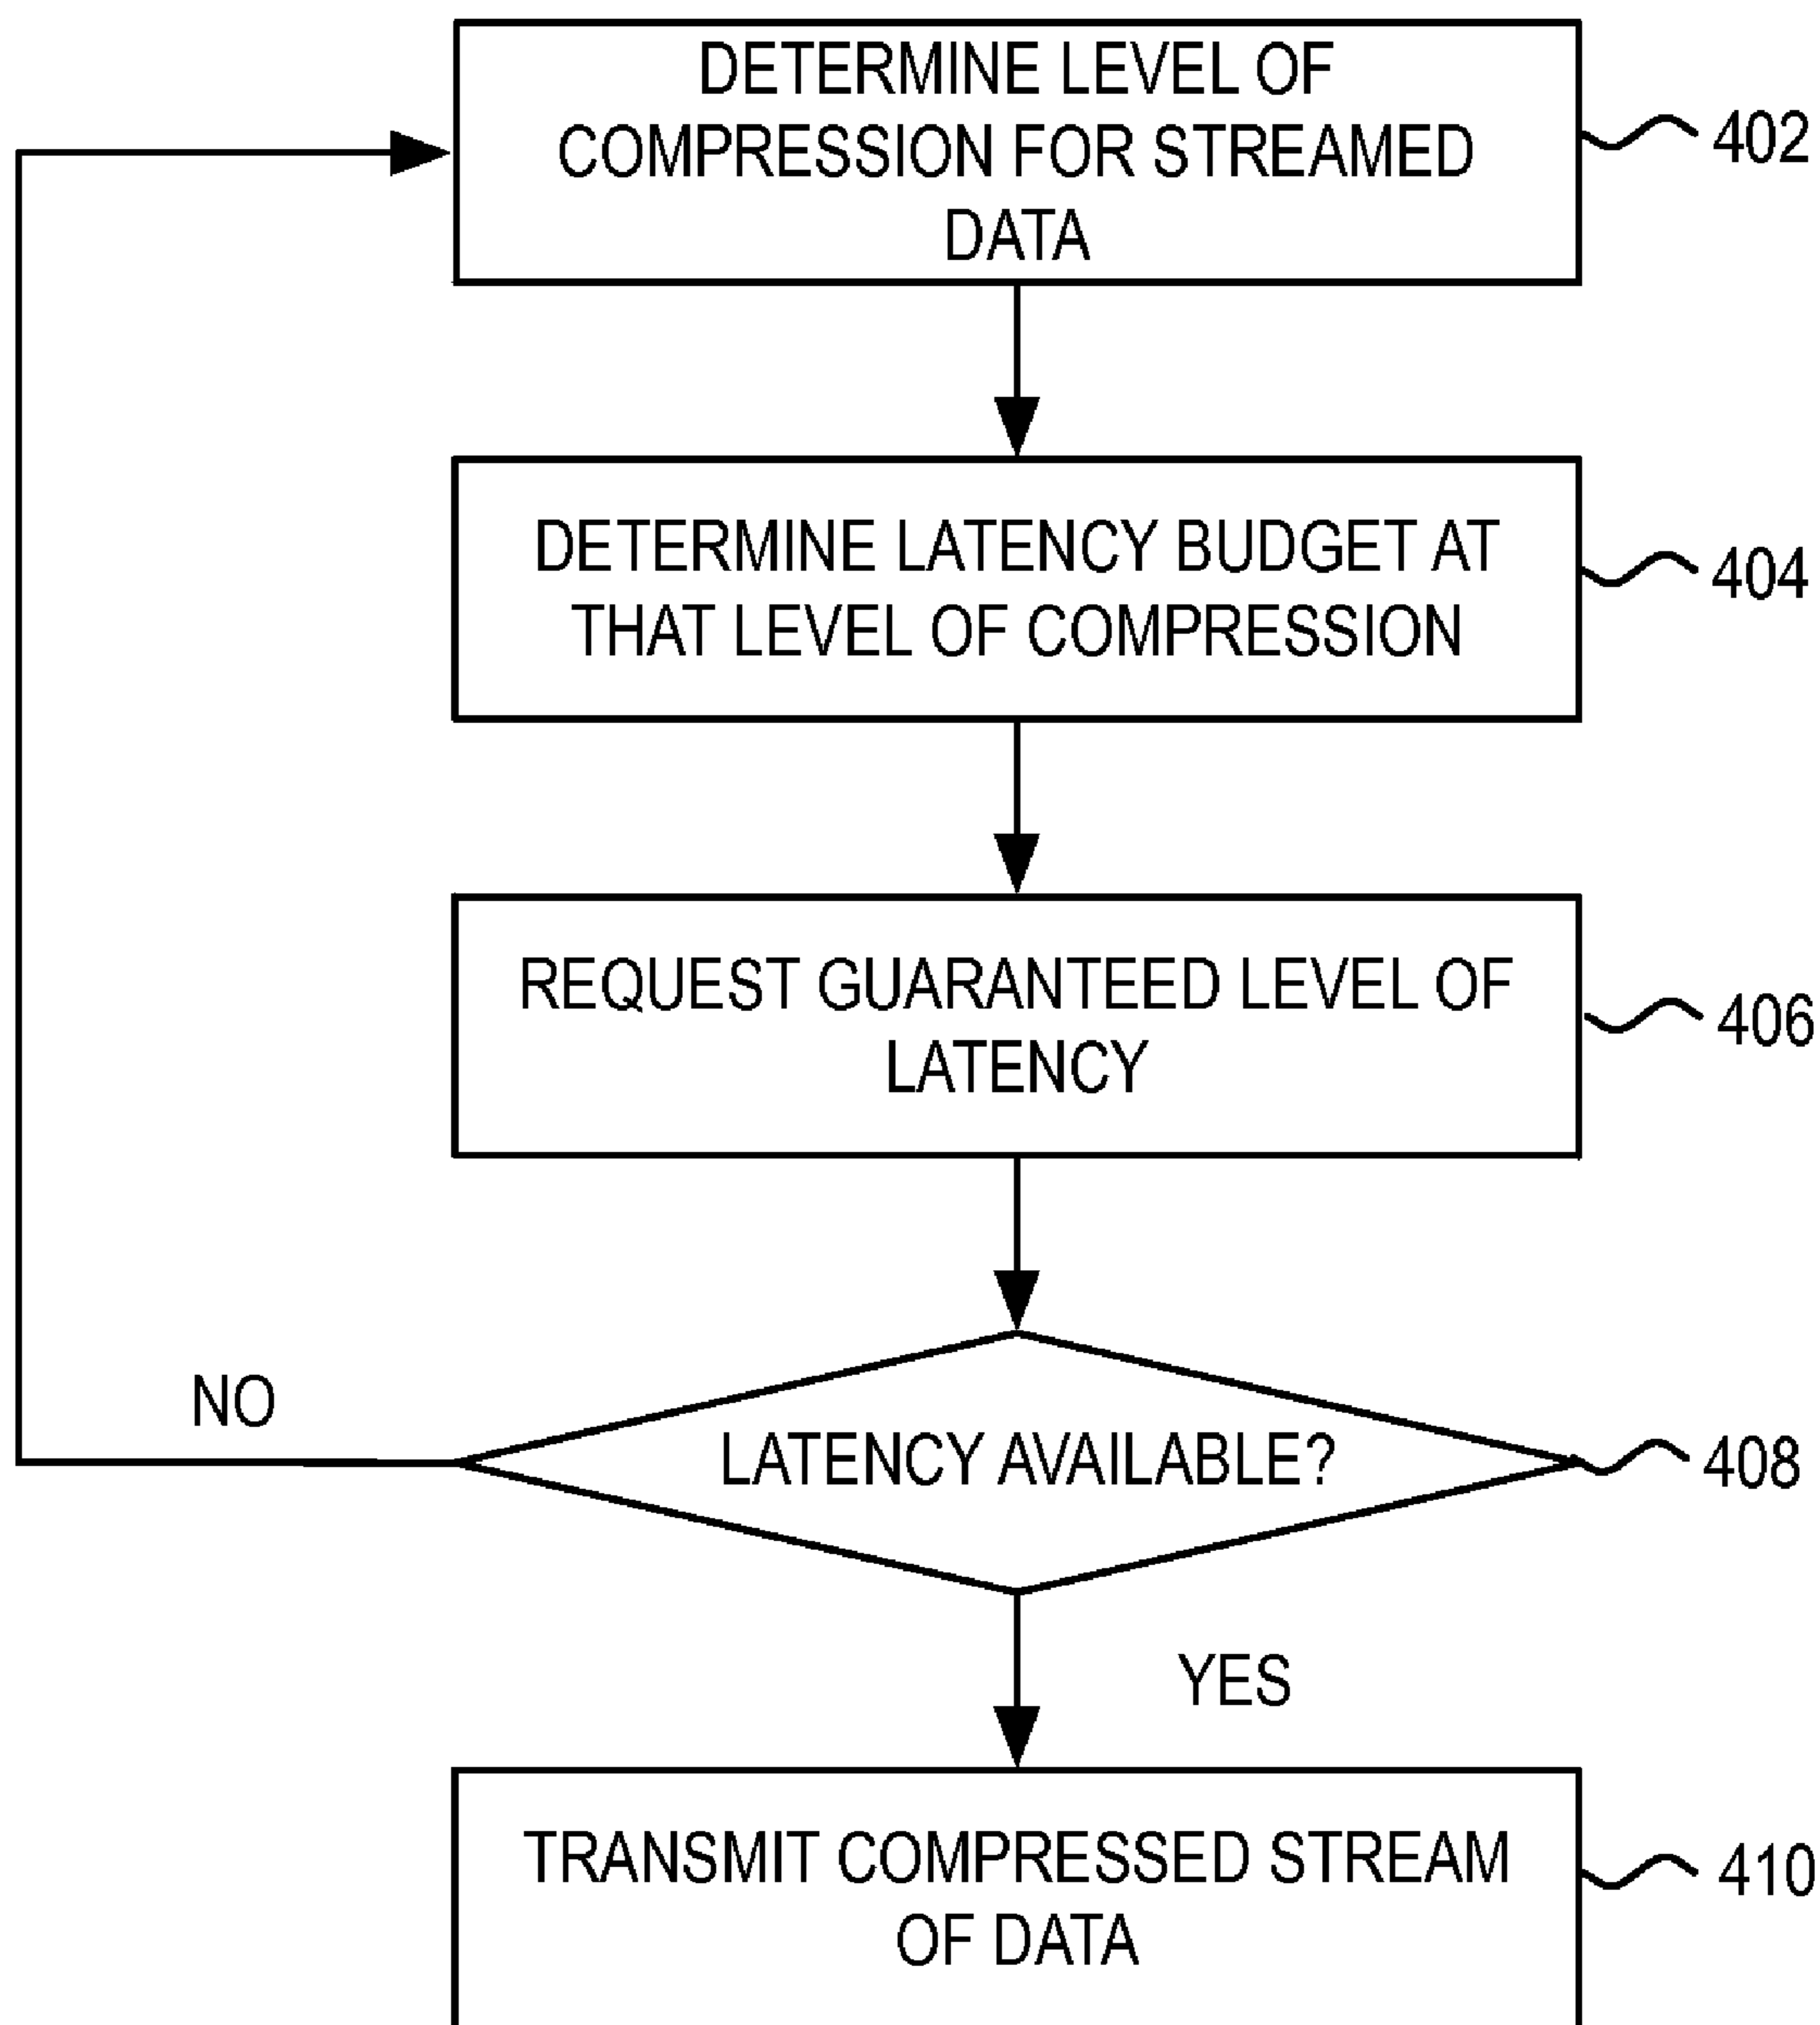 DETERMINE LEVEL OF
COMPRESSION FOR STREAMED
DATA
402
DETERMINE LATENCY BUDGET AT
THAT LEVEL OF COMPRESSION
404
REQUEST GUARANTEED LEVEL OF
LATENCY
406
NO
LATENCY AVAILABLE?
408
YES
TRANSMIT COMPRESSED STREAM
OF DATA
410